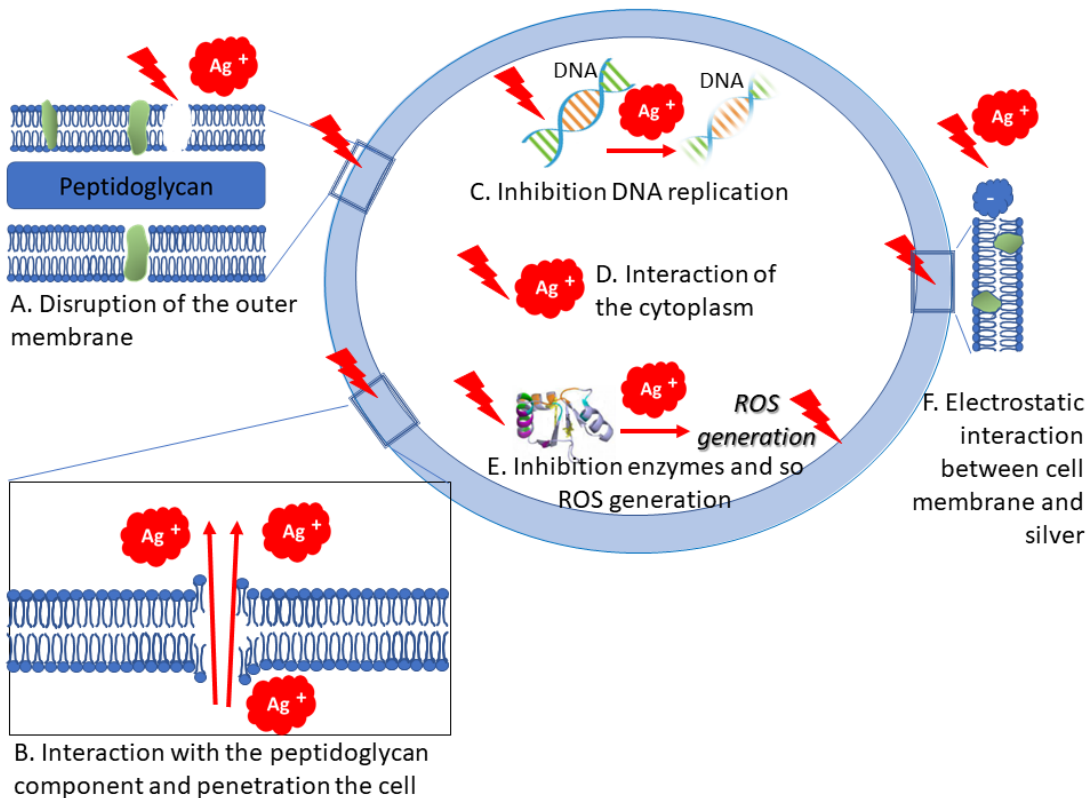 Ag +
Peptidoglycan
A. Disruption of the outer
membrane
DNA
DNA
Ag +
C. Inhibition DNA replication
Ag +
D. Interaction of
the cytoplasm
Ag +
ROS
generation
E. Inhibition enzymes and so
ROS generation
Ag +
-
F. Electrostatic
interaction
between cell
membrane and
silver
Ag +
Ag +
Ag +
B. Interaction with the peptidoglycan
component and penetration the cell